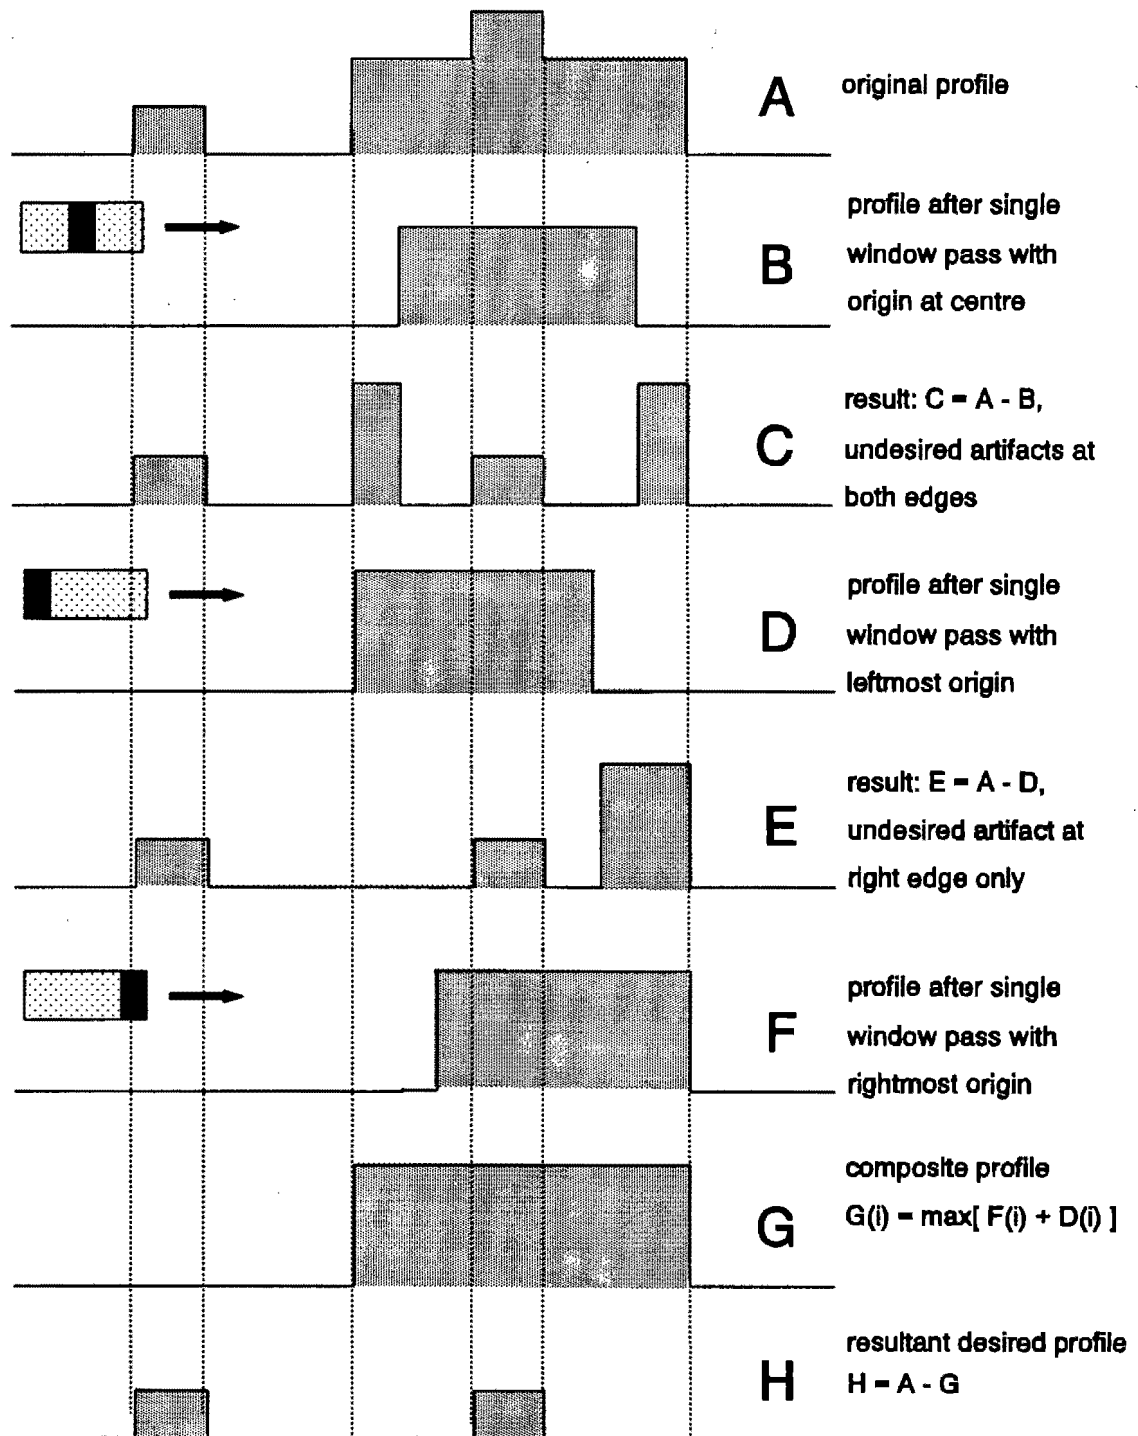 A
original profile
B
profile after single
window pass with
origin at centre
C
result: C = A - B,
undesired artifacts at
both edges
D
profile after single
window pass with
leftmost origin
E
result: E = A - D,
undesired artifact at
right edge only
F
profile after single
window pass with
rightmost origin
G
composite profile
G(i) = max[ F(i) + D(i) ]
H
resultant desired profile
H = A - G